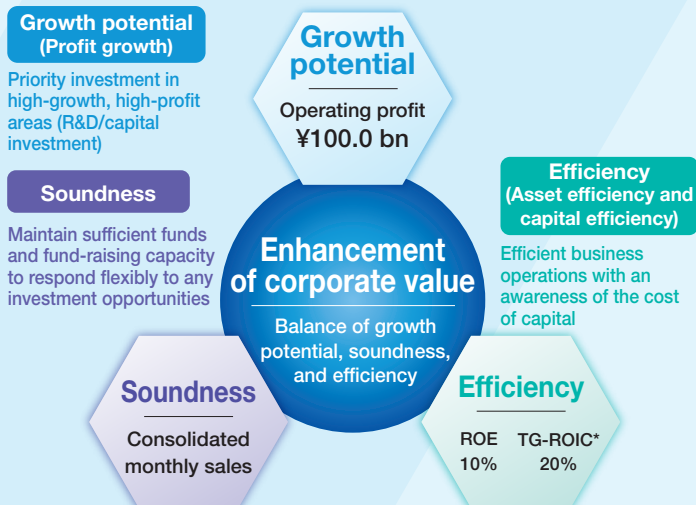 Growth potential
(Profit growth)
Priority investment in
high-growth, high-profit
areas (R&D/capital
investment)
Growth
potential
Operating profit
¥100.0 bn
Soundness
Maintain sufficient funds
and fund-raising capacity
to respond flexibly to any
investment opportunities
Efficiency
(Asset efficiency and
capital efficiency)
Efficient business
operations with an
awareness of the cost
of capital
Enhancement
of corporate value
Balance of growth
potential, soundness,
and efficiency
Soundness
Consolidated
monthly sales
Efficiency
ROE TG-ROIC*
10% 20%